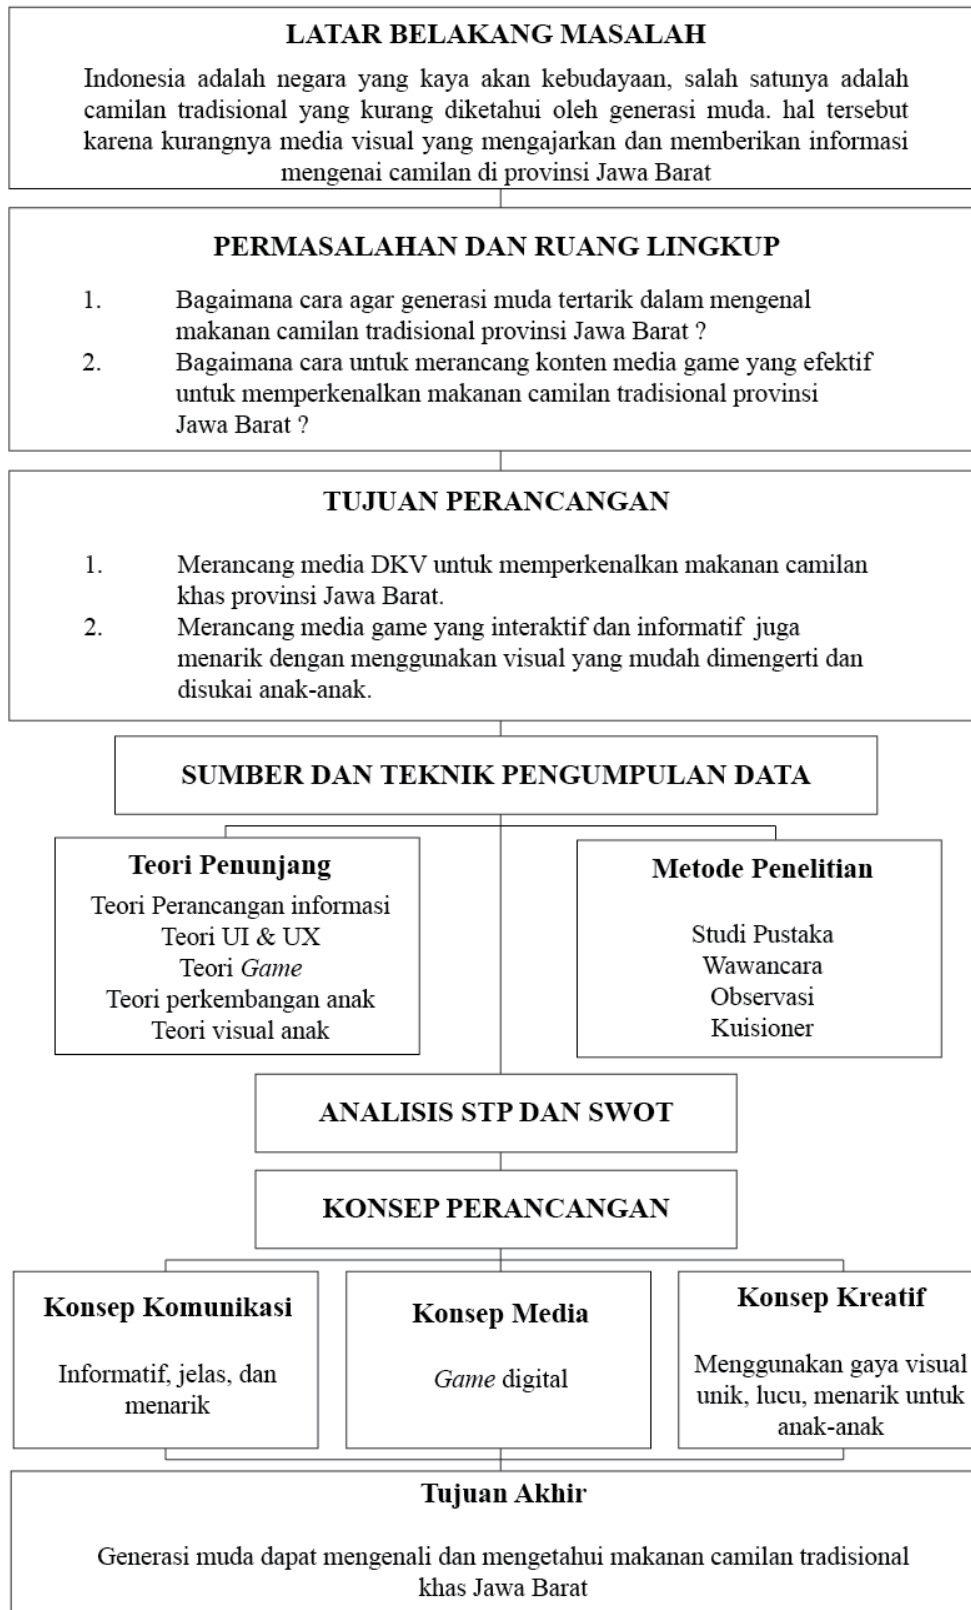 LATAR BELAKANG MASALAH
Indonesia adalah negara yang kaya akan kebudayaan, salah satunya adalah
camilan tradisional yang kurang diketahui oleh generasi muda. hal tersebut
karena kurangnya media visual yang mengajarkan dan memberikan informasi
mengenai camilan di provinsi Jawa Barat
PERMASALAHAN DAN RUANG LINGKUP
1. Bagaimana cara agar generasi muda tertarik dalam mengenal
makanan camilan tradisional provinsi Jawa Barat ?
2. Bagaimana cara untuk merancang konten media game yang efektif
untuk memperkenalkan makanan camilan tradisional provinsi
Jawa Barat ?
TUJUAN PERANCANGAN
1. Merancang media DKV untuk memperkenalkan makanan camilan
khas provinsi Jawa Barat.
2. Merancang media game yang interaktif dan informatif juga
menarik dengan menggunakan visual yang mudah dimengerti dan
disukai anak-anak.
SUMBER DAN TEKNIK PENGUMPULAN DATA
Teori Penunjang
Teori Perancangan informasi
Teori UI & UX
Teori Game
Teori perkembangan anak
Teori visual anak
Metode Penelitian
Studi Pustaka
Wawancara
Observasi
Kuisioner
ANALISIS STP DAN SWOT
KONSEP PERANCANGAN
Konsep Komunikasi
Informatif, jelas, dan
menarik
Konsep Media
Game digital
Konsep Kreatif
Menggunakan gaya visual
unik, lucu, menarik untuk
anak-anak
Tujuan Akhir
Generasi muda dapat mengenali dan mengetahui makanan camilan tradisional
khas Jawa Barat